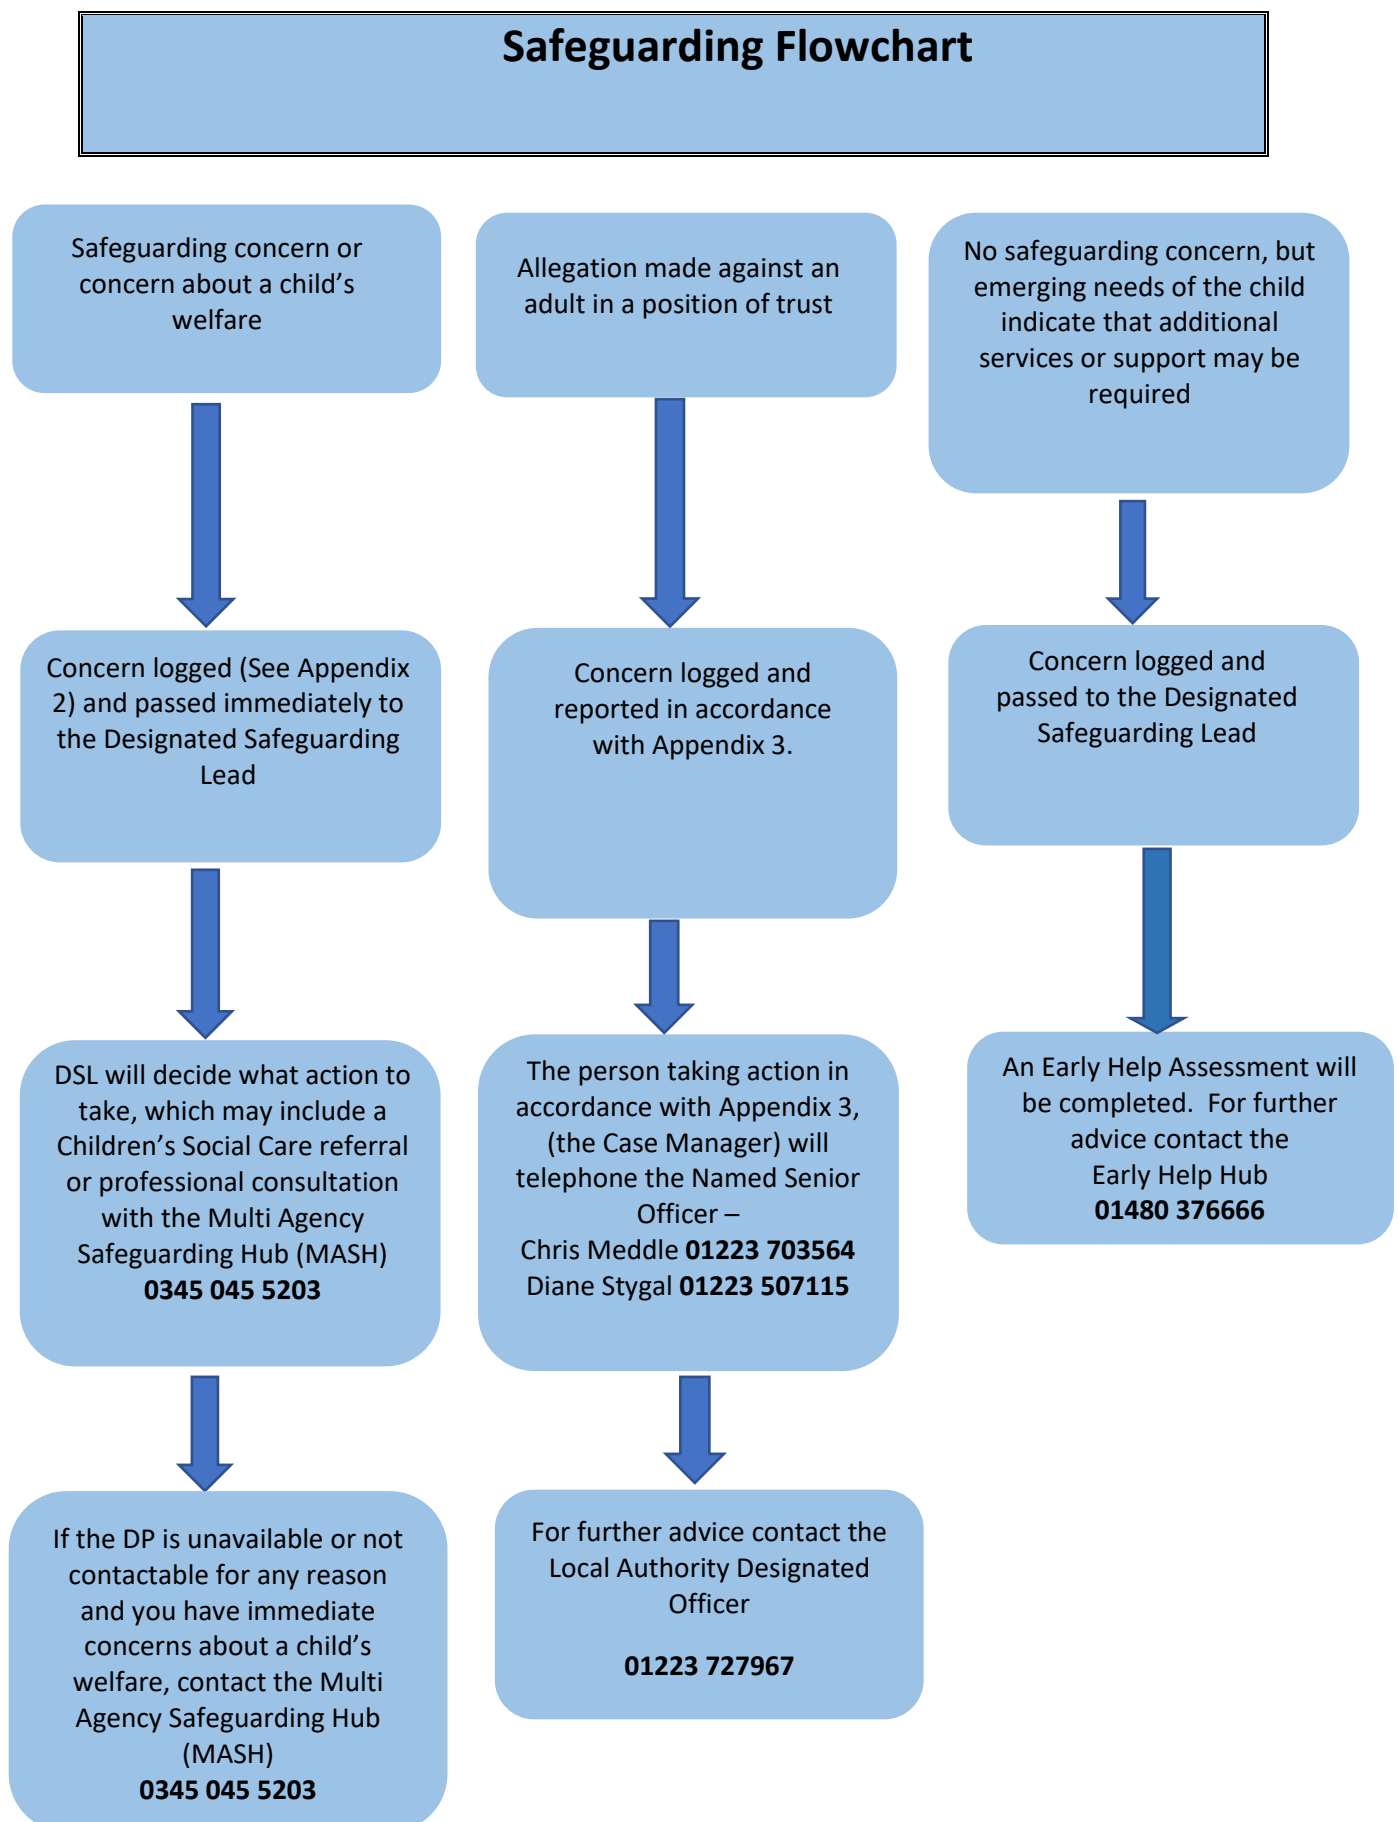 Safeguarding Flowchart
Safeguarding concern or
concern about a child’s
welfare
Concern logged (See Appendix
2) and passed immediately to
the Designated Safeguarding
Lead
DSL will decide what action to
take, which may include a
Children’s Social Care referral
or professional consultation
with the Multi Agency
Safeguarding Hub (MASH)
0345 045 5203
If the DP is unavailable or not
contactable for any reason
and you have immediate
concerns about a child’s
welfare, contact the Multi
Agency Safeguarding Hub
(MASH)
0345 045 5203
Allegation made against an
adult in a position of trust
Concern logged and
reported in accordance
with Appendix 3.
The person taking action in
accordance with Appendix 3,
(the Case Manager) will
telephone the Named Senior
Officer –
Chris Meddle 01223 703564
Diane Stygal 01223 507115
For further advice contact the
Local Authority Designated
Officer
01223 727967
No safeguarding concern, but
emerging needs of the child
indicate that additional
services or support may be
required
Concern logged and
passed to the Designated
Safeguarding Lead
An Early Help Assessment will
be completed.  For further
advice contact the
Early Help Hub
01480 376666